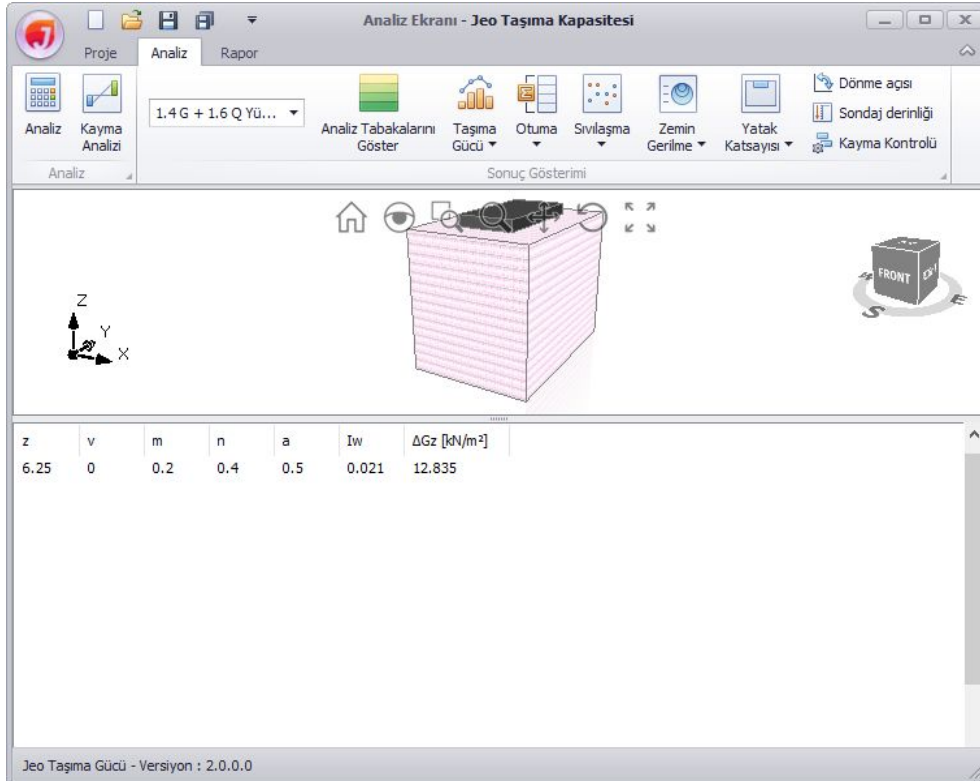 Analiz Ekranı - Jeo Taşıma Kapasitesi
Proje Analiz Rapor
Analiz
Kayma Analizi
1.4 G + 1.6 Q Yü...
Analiz Tabakalarını Göster
Taşıma Gücü
Otuma
Sıvılaşma
Zemin Gerilme
Yatak Katsayısı
Dönme açısı
Sondaj derinliği
Kayma Kontrolü
Analiz
Sonuç Gösterimi
Z
Y
X
FRONT
S
E
z v m n a Iw ΔGz [kN/m²]
6.25 0 0.2 0.4 0.5 0.021 12.835
Jeo Taşıma Gücü - Versiyon : 2.0.0.0